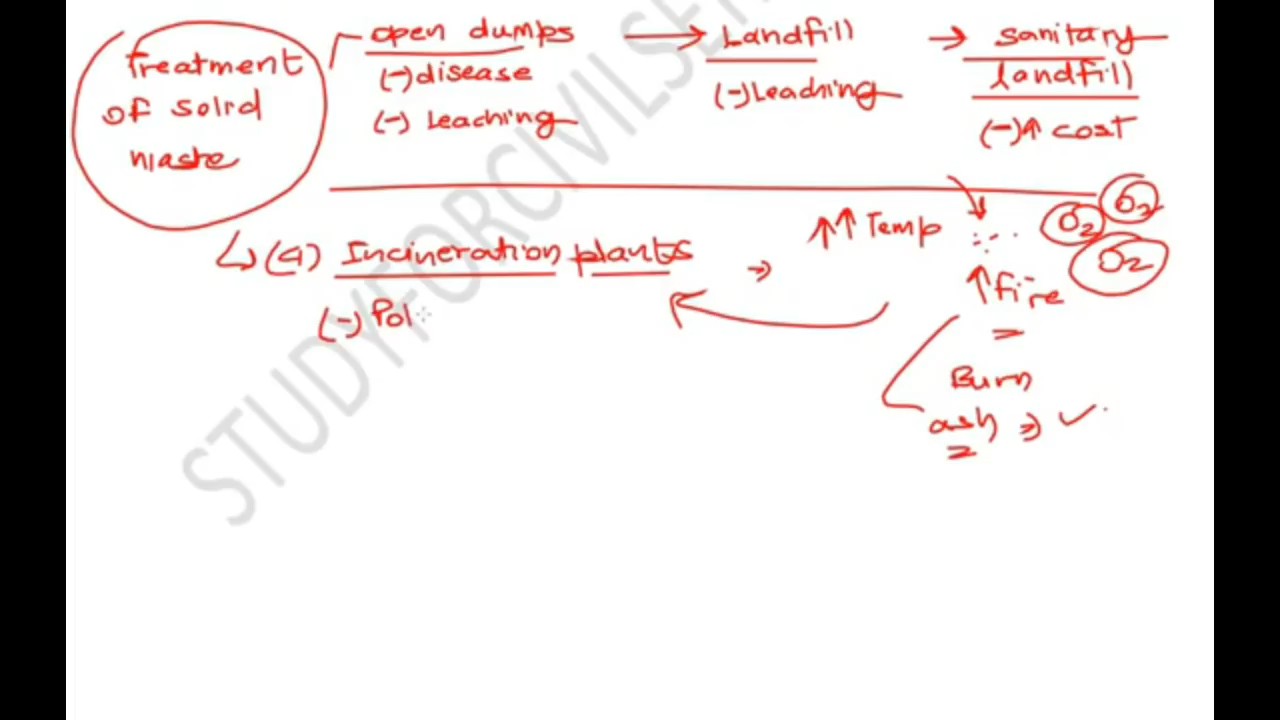 Treatment
of solid
waste
open dumps → Landfill → sanitary
landfill
(-) disease
(-) Leaching
(-) Leaching
(-) ↑ cost
↳ (4) Incineration plants
(-) Pol
⇒ ↑↑ Temp
O2 O2
O2
↑ fire
Burn
ash ⇒ ✓
STUDYFORCIVILSE